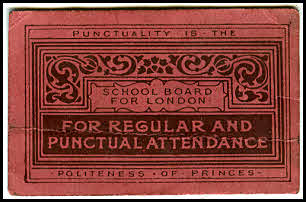 PUNCTUALITY IS · THE
SCHOOL BOARD
FOR LONDON
FOR REGULAR AND
PUNCTUAL ATTENDANCE
POLITENESS · OF PRINCES